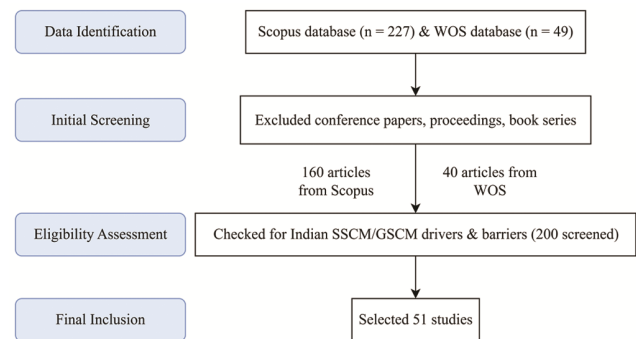 Data Identification
Scopus database (n = 227) & WOS database (n = 49)
Initial Screening
Excluded conference papers, proceedings, book series
160 articles
from Scopus
40 articles from
WOS
Eligibility Assessment
Checked for Indian SSCM/GSCM drivers & barriers (200 screened)
Final Inclusion
Selected 51 studies